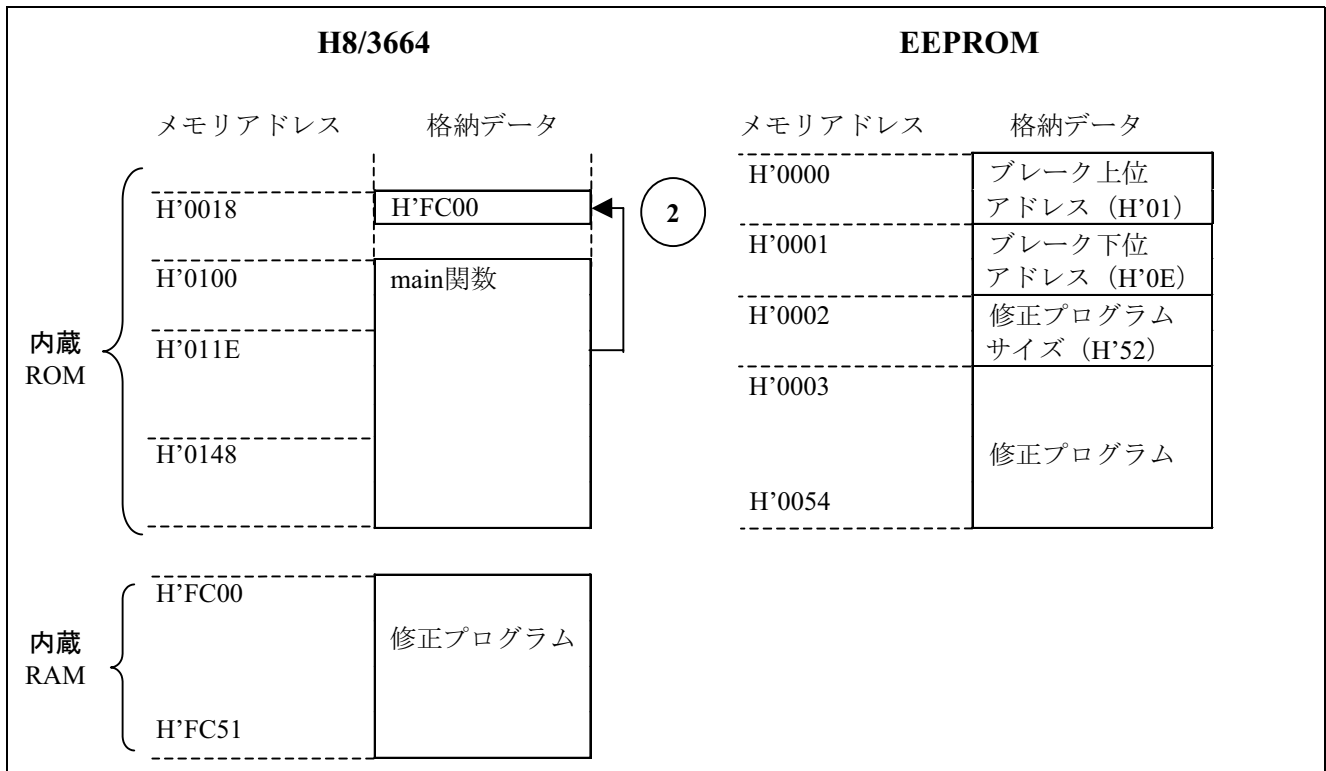 H8/3664
EEPROM
メモリアドレス
格納データ
H'0018
H'FC00
2
H'0100
main関数
内蔵
ROM
H'011E
H'0148
内蔵
RAM
H'FC00
修正プログラム
H'FC51
メモリアドレス
格納データ
H'0000
ブレーク上位
アドレス（H'01）
H'0001
ブレーク下位
アドレス（H'0E）
H'0002
修正プログラム
サイズ（H'52）
H'0003
修正プログラム
H'0054